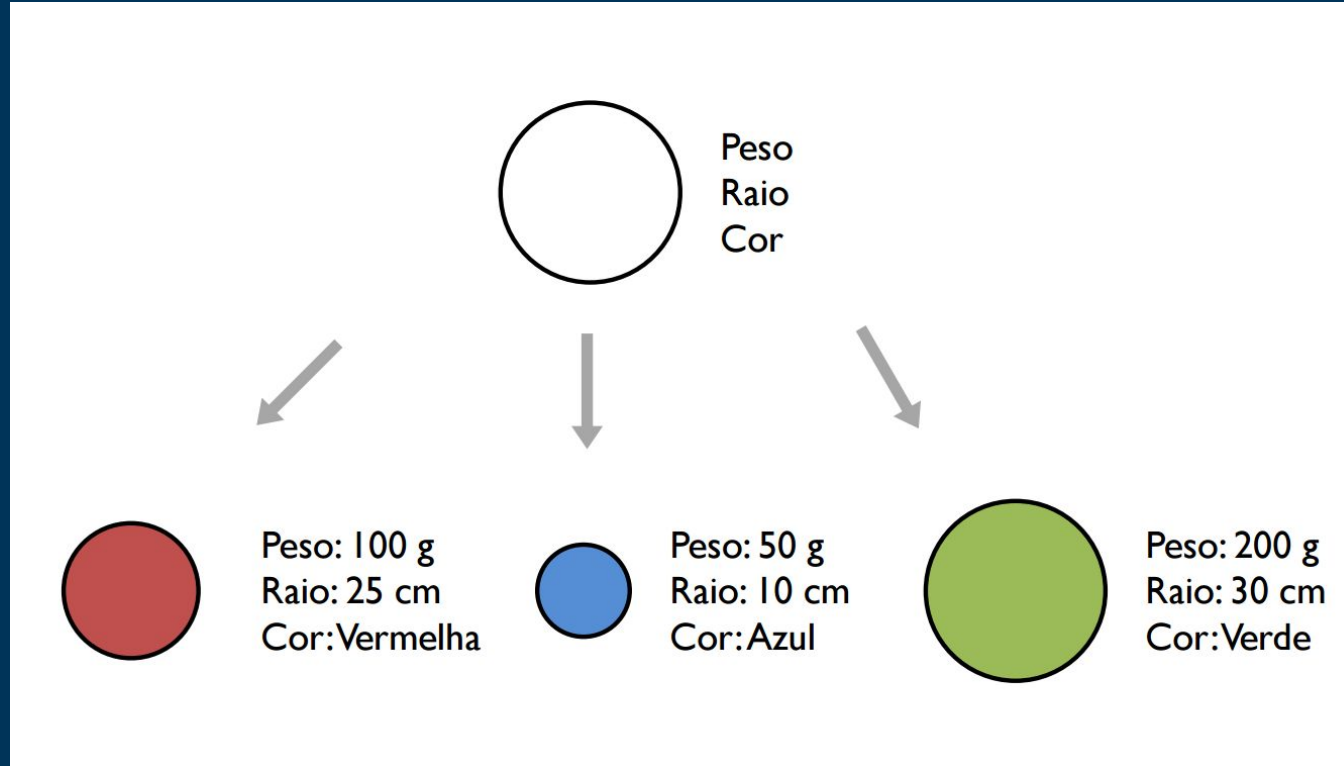 Peso
Raio
Cor
Peso: 100 g
Raio: 25 cm
Cor: Vermelha
Peso: 50 g
Raio: 10 cm
Cor: Azul
Peso: 200 g
Raio: 30 cm
Cor: Verde